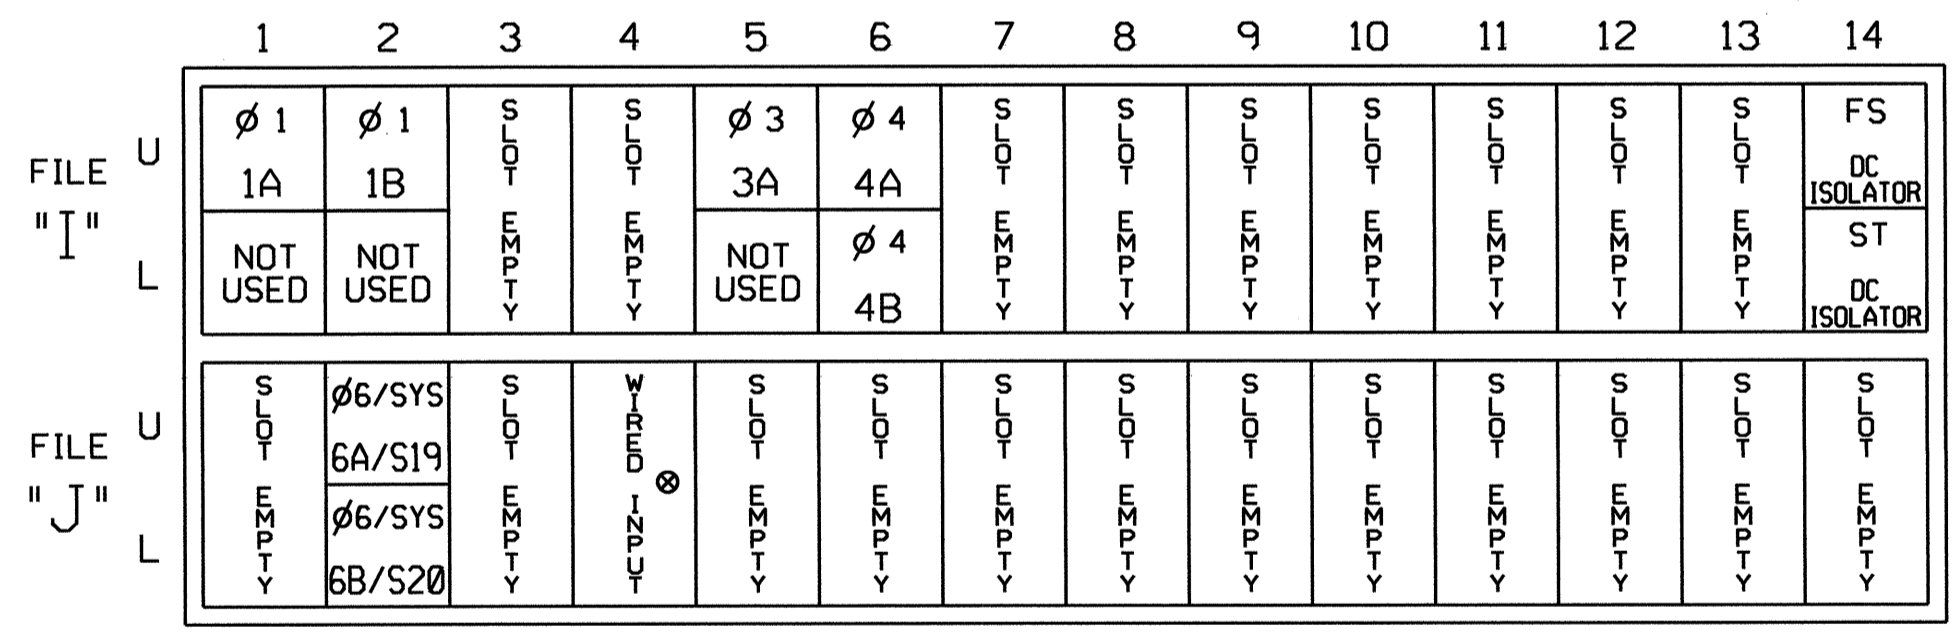 1 2 3 4 5 6 7 8 9 10 11 12 13 14
FILE "I"
U
L
Ø 1 1A
NOT USED
Ø 1 1B
NOT USED
SLOT EMPTY
SLOT EMPTY
Ø 3 3A
NOT USED
Ø 4 4A
Ø 4 4B
SLOT EMPTY
SLOT EMPTY
SLOT EMPTY
SLOT EMPTY
SLOT EMPTY
SLOT EMPTY
SLOT EMPTY
FS DC ISOLATOR
ST DC ISOLATOR
FILE "J"
U
L
SLOT EMPTY
Ø6/SYS 6A/S19
Ø6/SYS 6B/S20
SLOT EMPTY
WIRED INPUT ⊗
SLOT EMPTY
SLOT EMPTY
SLOT EMPTY
SLOT EMPTY
SLOT EMPTY
SLOT EMPTY
SLOT EMPTY
SLOT EMPTY
SLOT EMPTY
SLOT EMPTY